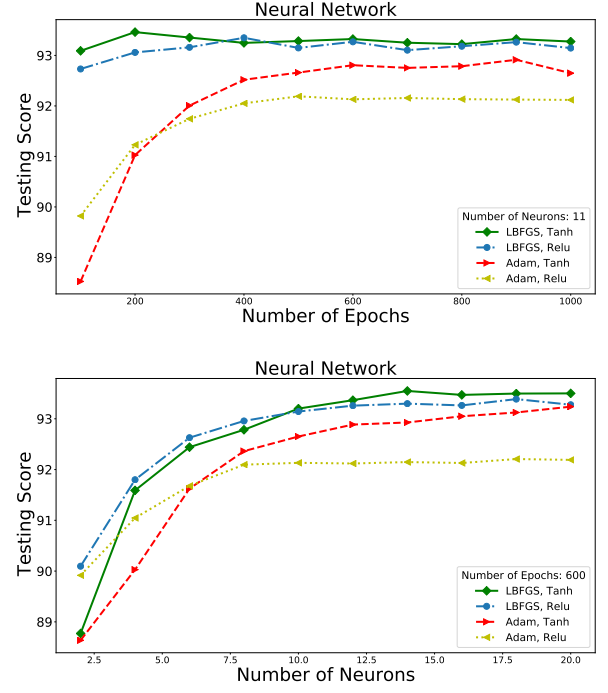 Neural Network
93
92
91
90
89
Testing Score
Number of Neurons: 11
LBFGS, Tanh
LBFGS, Relu
Adam, Tanh
Adam, Relu
200 400 600 800 1000
Number of Epochs
Neural Network
93
92
91
90
89
Testing Score
Number of Epochs: 600
LBFGS, Tanh
LBFGS, Relu
Adam, Tanh
Adam, Relu
2.5 5.0 7.5 10.0 12.5 15.0 17.5 20.0
Number of Neurons